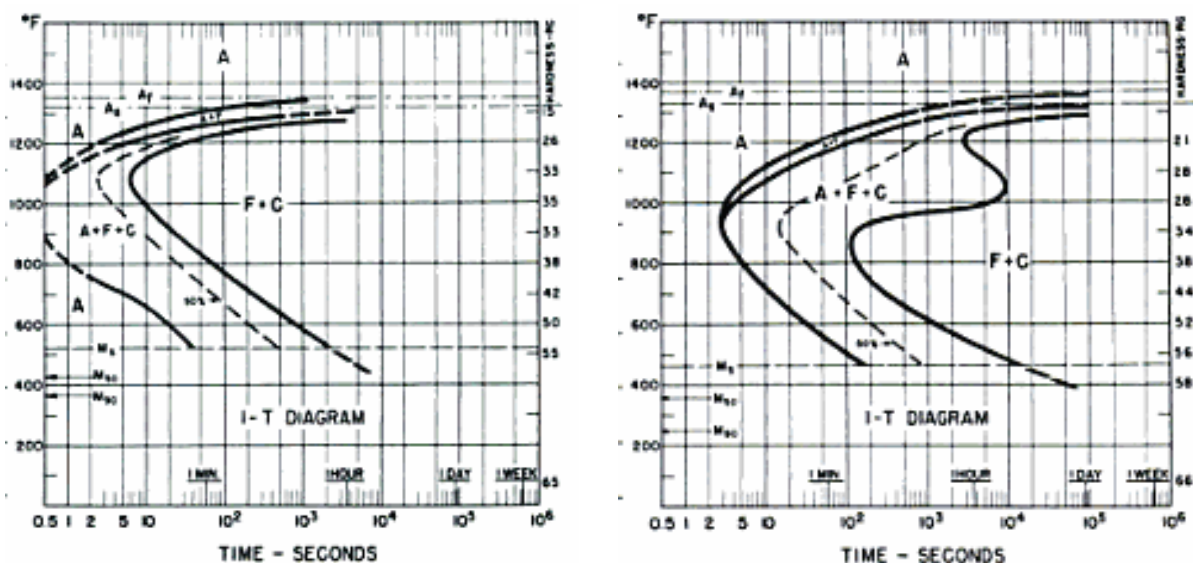 °F
A
HARDNESS-RC
1400
Af
As
A
A+F
1200
26
33
F+C
1000
35
A+F+C
33
800
38
A
42
50%
600
50
Ms
55
400
M50
M90
I-T DIAGRAM
200
1 MIN.
1 HOUR
1 DAY
1 WEEK
65
0.5 1 2 5 10 10² 10³ 10⁴ 10⁵ 10⁶
TIME - SECONDS
°F
A
HARDNESS-RC
1400
Af
As
A
1200
21
28
A+F+C
1000
26
34
F+C
800
38
44
600
52
50%
Ms
56
400
58
M50
M90
I-T DIAGRAM
200
1 MIN.
1 HOUR
1 DAY
1 WEEK
66
0.5 1 2 5 10 10² 10³ 10⁴ 10⁵ 10⁶
TIME - SECONDS